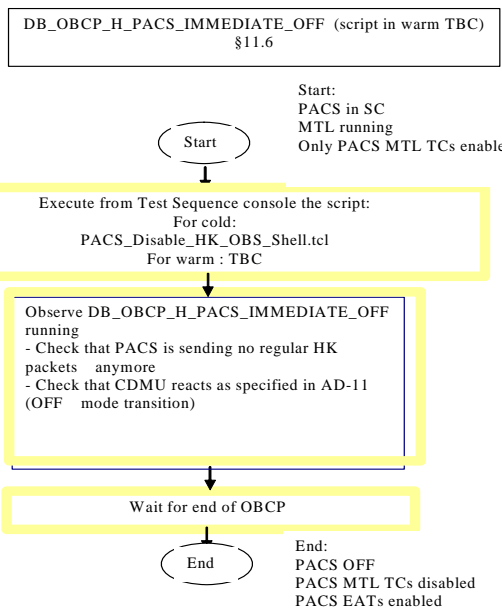 DB_OBCP_H_PACS_IMMEDIATE_OFF (script in warm TBC)
§11.6
Start:
PACS in SC
MTL running
Only PACS MTL TCs enable
Start
Execute from Test Sequence console the script:
For cold:
PACS_Disable_HK_OBS_Shell.tcl
For warm : TBC
Observe DB_OBCP_H_PACS_IMMEDIATE_OFF
running
- Check that PACS is sending no regular HK
packets anymore
- Check that CDMU reacts as specified in AD-11
(OFF mode transition)
Wait for end of OBCP
End
End:
PACS OFF
PACS MTL TCs disabled
PACS EATs enabled